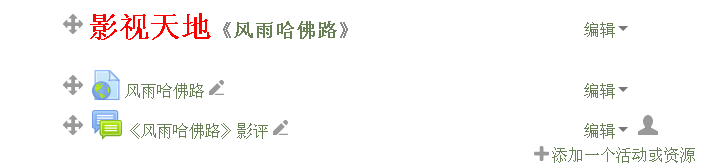 影视天地《风雨哈佛路》 编辑
风雨哈佛路 编辑
《风雨哈佛路》影评 编辑
添加一个活动或资源